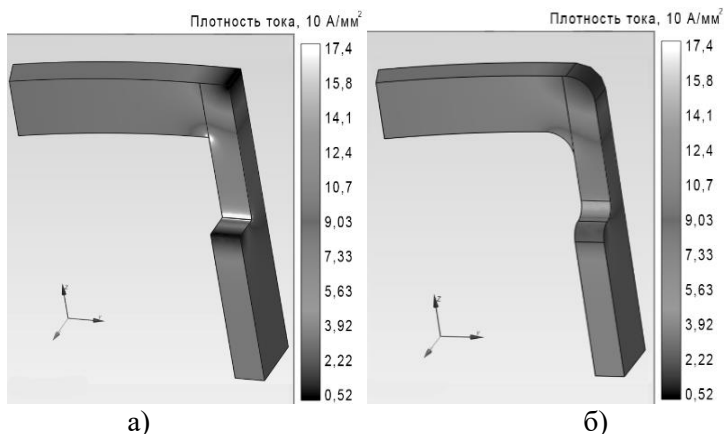 Плотность тока, 10 А/мм²
17,4
15,8
14,1
12,4
10,7
9,03
7,33
5,63
3,92
2,22
0,52
Z
Y
а)
Плотность тока, 10 А/мм²
17,4
15,8
14,1
12,4
10,7
9,03
7,33
5,63
3,92
2,22
0,52
Z
Y
б)